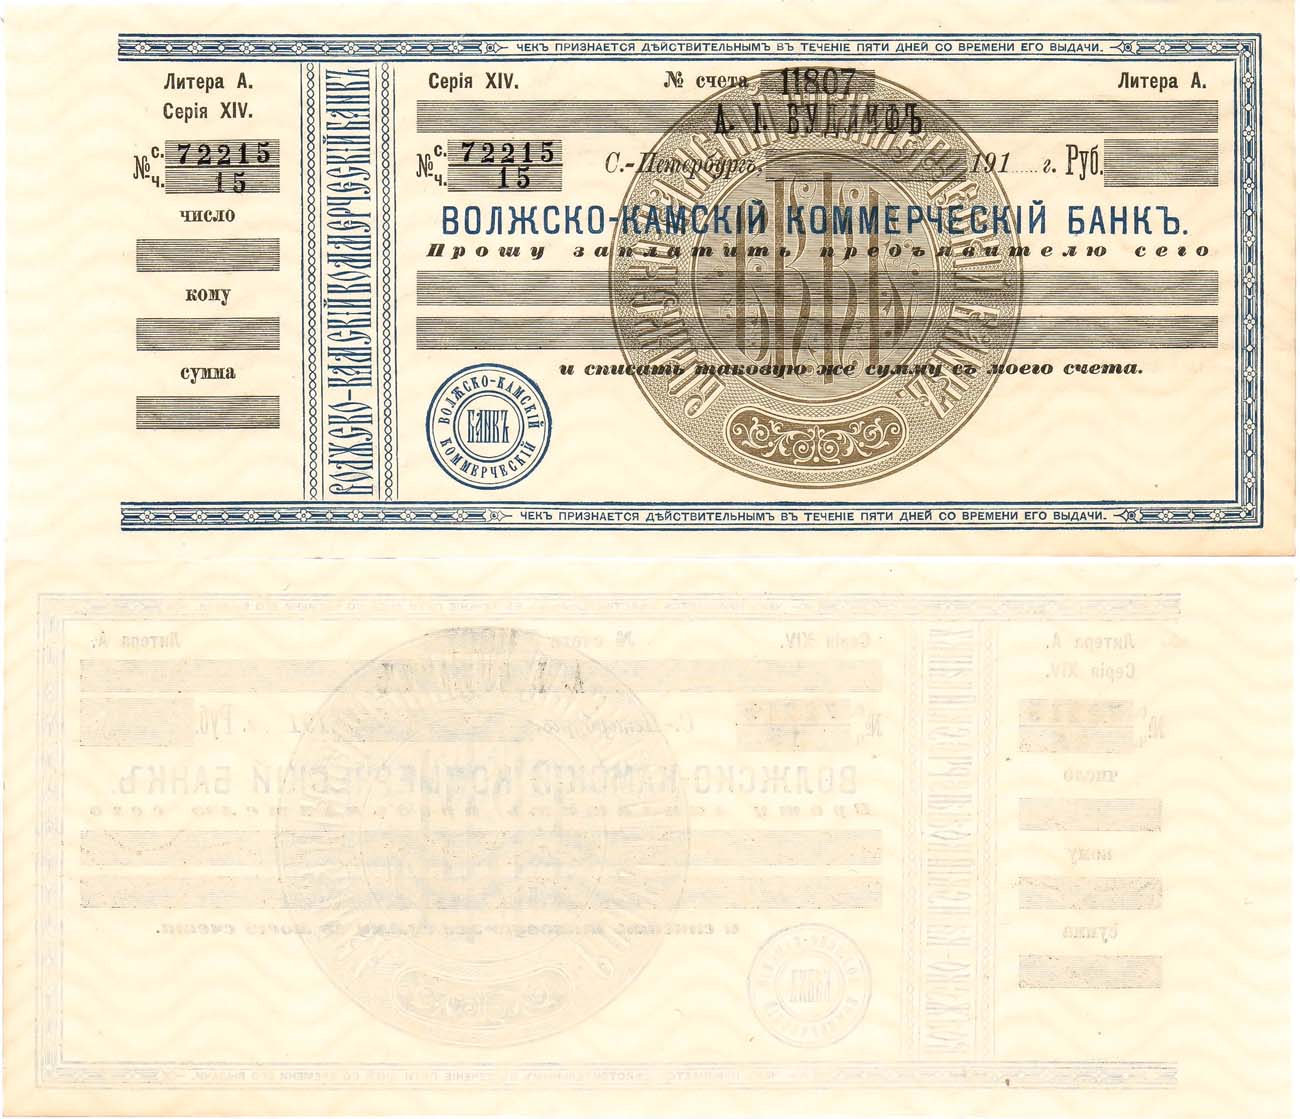 ЧЕКЪ ПРИЗНАЕТСЯ ДѢЙСТВИТЕЛЬНЫМЪ ВЪ ТЕЧЕНІЕ ПЯТИ ДНЕЙ СО ВРЕМЕНИ ЕГО ВЫДАЧИ.
Литера А.
Серія XIV.
№ с. 72215
ч. 15
число
кому
сумма
ВОЛЖСКО-КАМСКІЙ КОММЕРЧЕСКІЙ БАНКЪ
Серія XIV. № счета 11807 Литера А.
А. І. ВУДИМФЪ
№ с. 72215
ч. 15
С.-Петербургъ, 191 г. Руб.
ВОЛЖСКО-КАМСКІЙ КОММЕРЧЕСКІЙ БАНКЪ.
Прошу заплатить предъявителю сего
и списать таковую же сумму съ моего счета.
ВОЛЖСКО-КАМСКІЙ
БАНКЪ
КОММЕРЧЕСКІЙ
ЧЕКЪ ПРИЗНАЕТСЯ ДѢЙСТВИТЕЛЬНЫМЪ ВЪ ТЕЧЕНІЕ ПЯТИ ДНЕЙ СО ВРЕМЕНИ ЕГО ВЫДАЧИ.